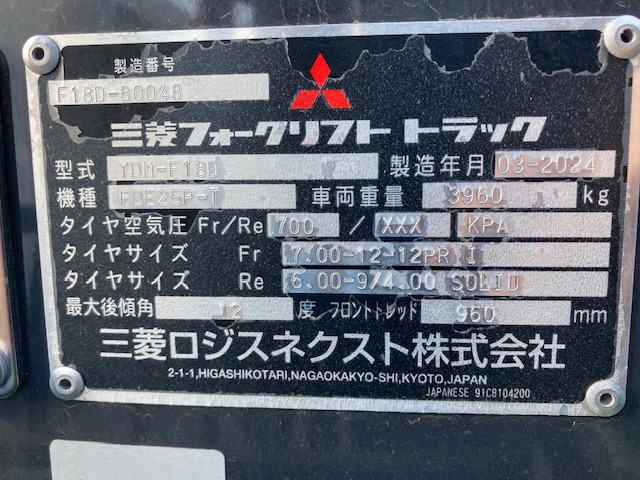 製造番号
F18D-80048
三菱フォークリフト トラック
型式 YDM-F18D 製造年月 03-2024
機種 FDE25P-T 車両重量 3960 kg
タイヤ空気圧/Fr/Re 700 / XXX KPA
タイヤサイズ Fr 7.00-12-12PR I
タイヤサイズ Re 6.00-9/4.00 SOLID
最大後傾角 12 度 フロントトレッド 960 mm
三菱ロジスネクスト株式会社
2-1-1,HIGASHIKOTARI,NAGAOKAKYO-SHI,KYOTO,JAPAN
JAPANESE 91C8104200